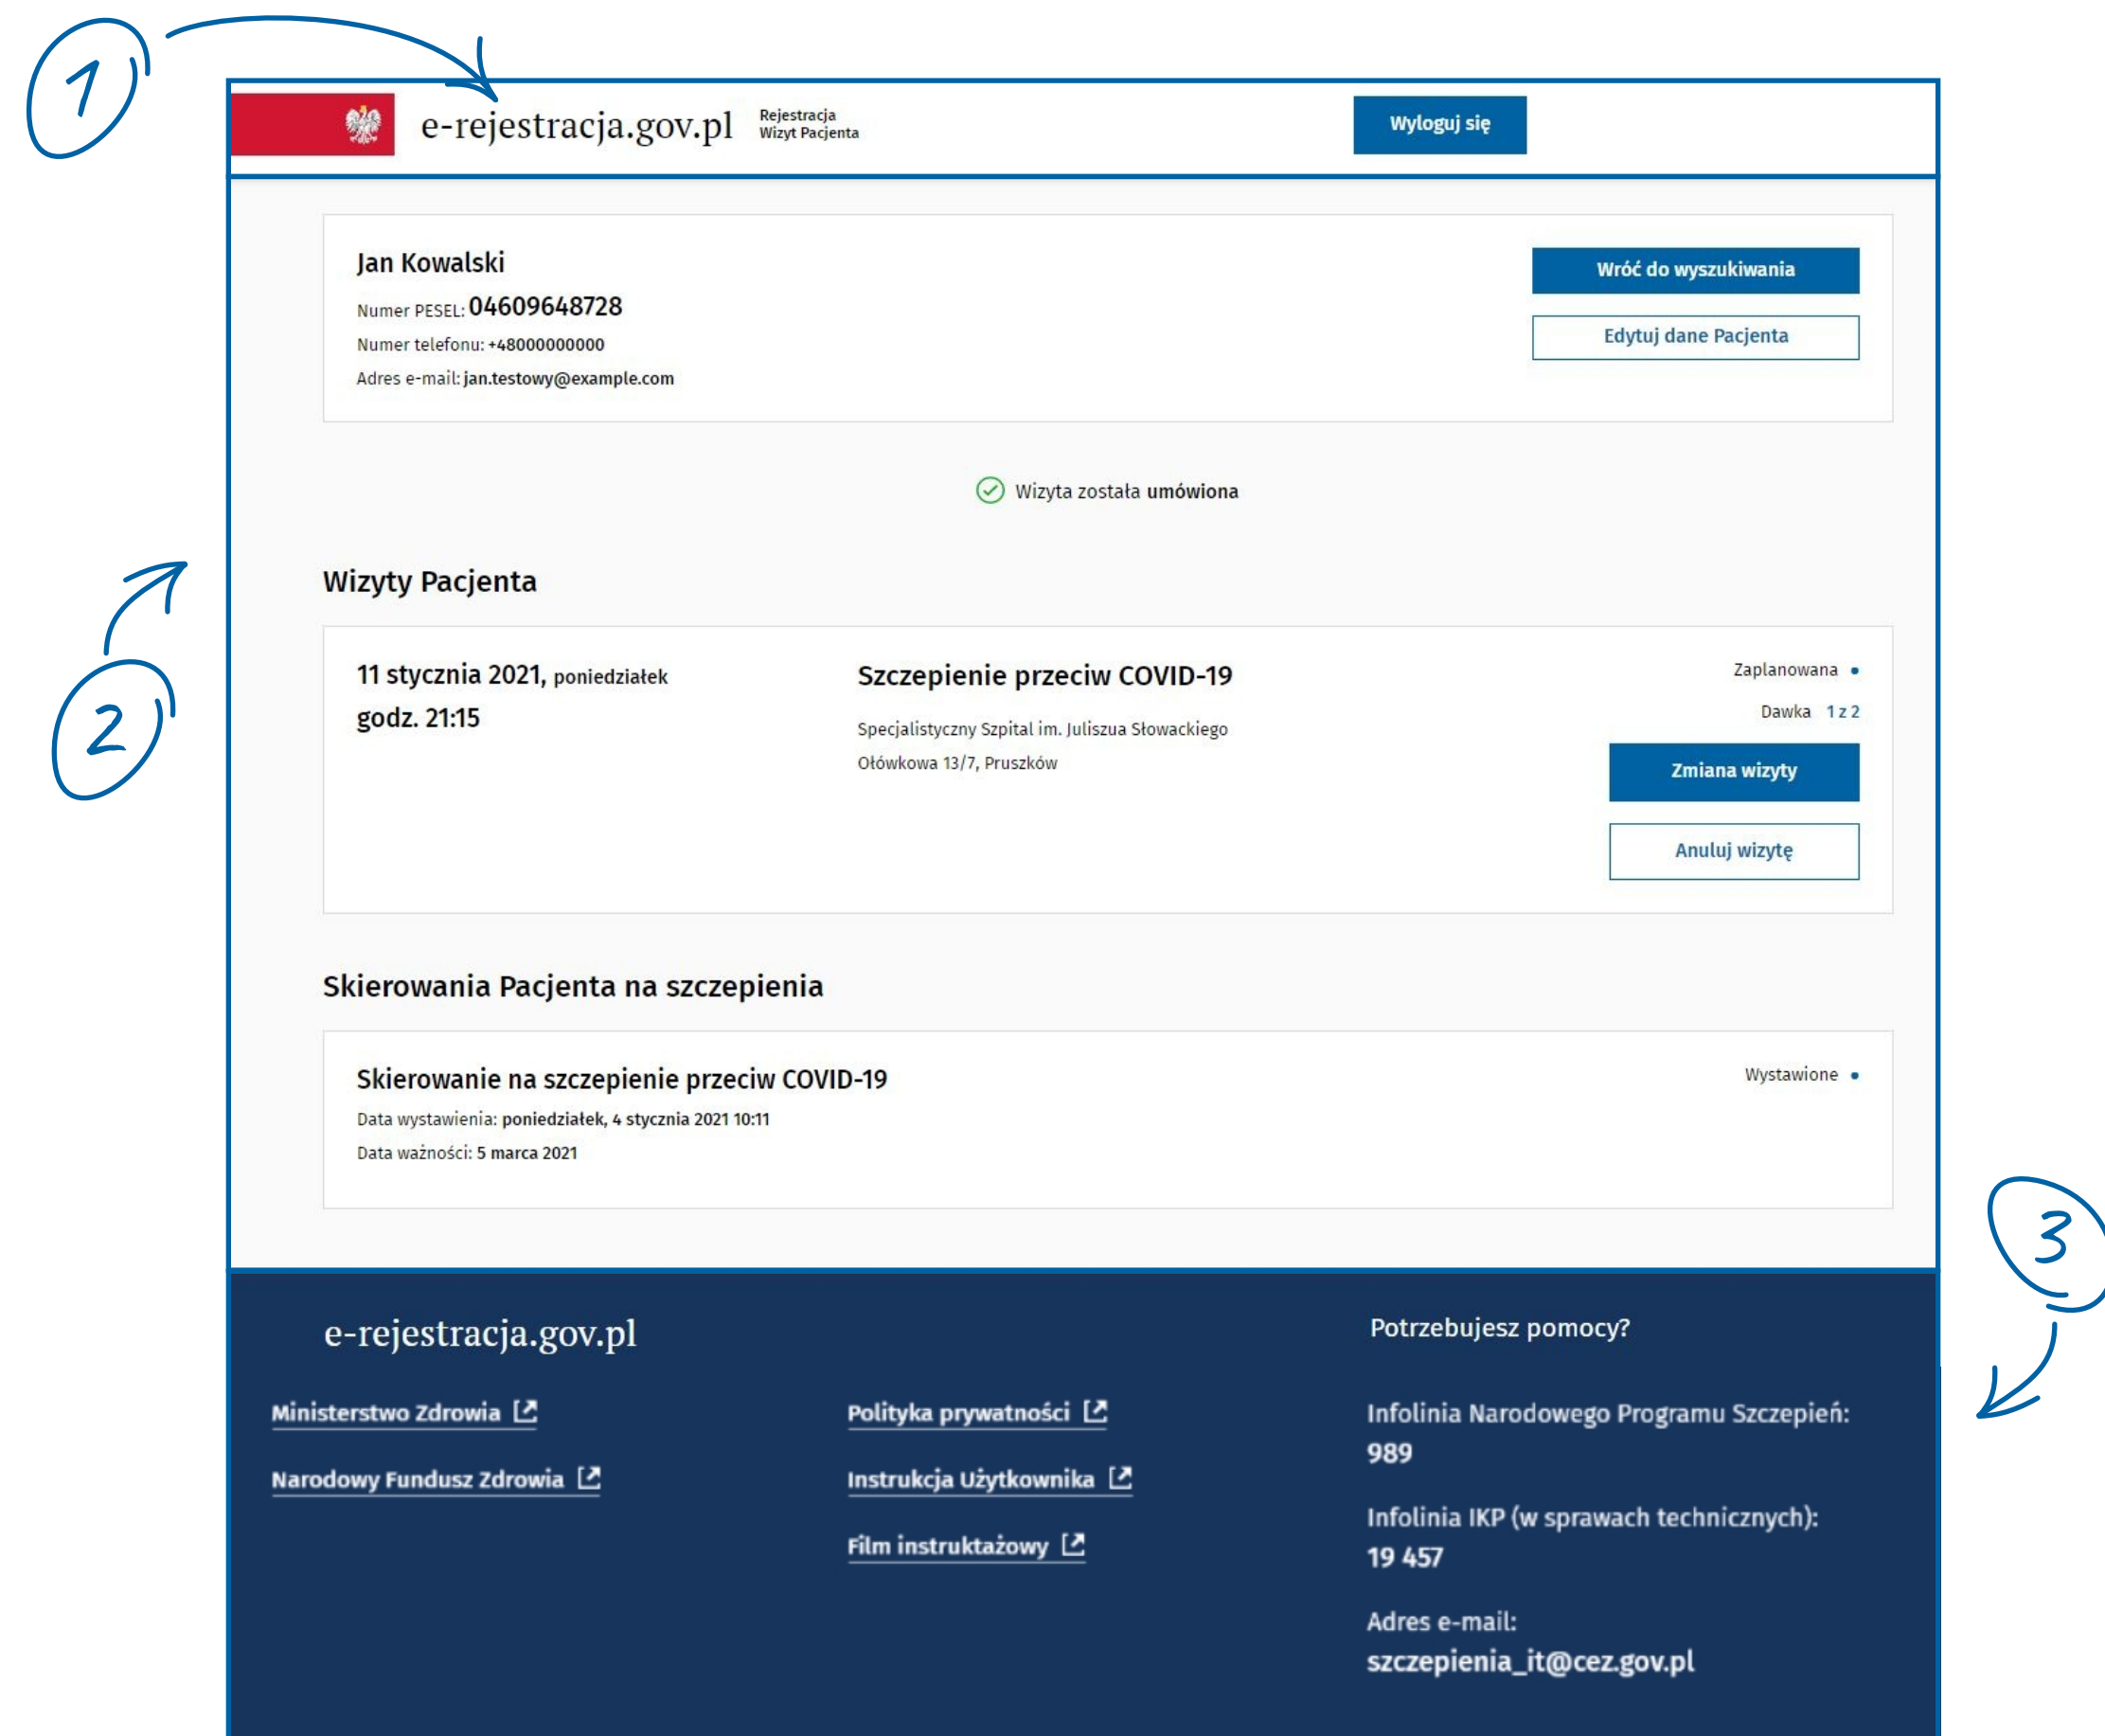 1
e-rejestracja.gov.pl
Rejestracja
Wizyt Pacjenta
Wyloguj się
Jan Kowalski
Numer PESEL: 04609648728
Numer telefonu: +48000000000
Adres e-mail: jan.testowy@example.com
Wróć do wyszukiwania
Edytuj dane Pacjenta
Wizyta została umówiona
2
Wizyty Pacjenta
11 stycznia 2021, poniedziałek
godz. 21:15
Szczepienie przeciw COVID-19
Specjalistyczny Szpital im. Juliszua Słowackiego
Ołówkowa 13/7, Pruszków
Zaplanowana
Dawka 1 z 2
Zmiana wizyty
Anuluj wizytę
Skierowania Pacjenta na szczepienia
Skierowanie na szczepienie przeciw COVID-19
Data wystawienia: poniedziałek, 4 stycznia 2021 10:11
Data ważności: 5 marca 2021
Wystawione
3
e-rejestracja.gov.pl
Ministerstwo Zdrowia
Narodowy Fundusz Zdrowia
Polityka prywatności
Instrukcja Użytkownika
Film instruktażowy
Potrzebujesz pomocy?
Infolinia Narodowego Programu Szczepień:
989
Infolinia IKP (w sprawach technicznych):
19 457
Adres e-mail:
szczepienia_it@cez.gov.pl